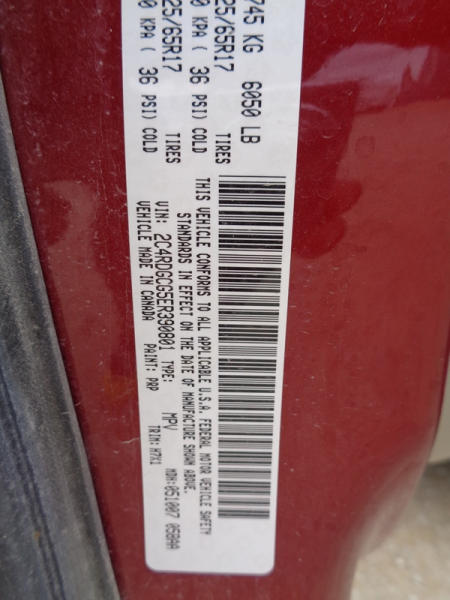 745 KG 6050 LB
25/65R17 TIRES
0 KPA ( 36 PSI) COLD
25/65R17 TIRES
0 KPA ( 36 PSI) COLD
THIS VEHICLE CONFORMS TO ALL APPLICABLE U.S.A. FEDERAL MOTOR VEHICLE SAFETY
STANDARDS IN EFFECT ON THE DATE OF MANUFACTURE SHOWN ABOVE.
VIN: 2C4RDGCG5ER390801 TYPE: MPV MDH:051007 058AA
VEHICLE MADE IN CANADA PAINT: PRP TRIM: H7X1